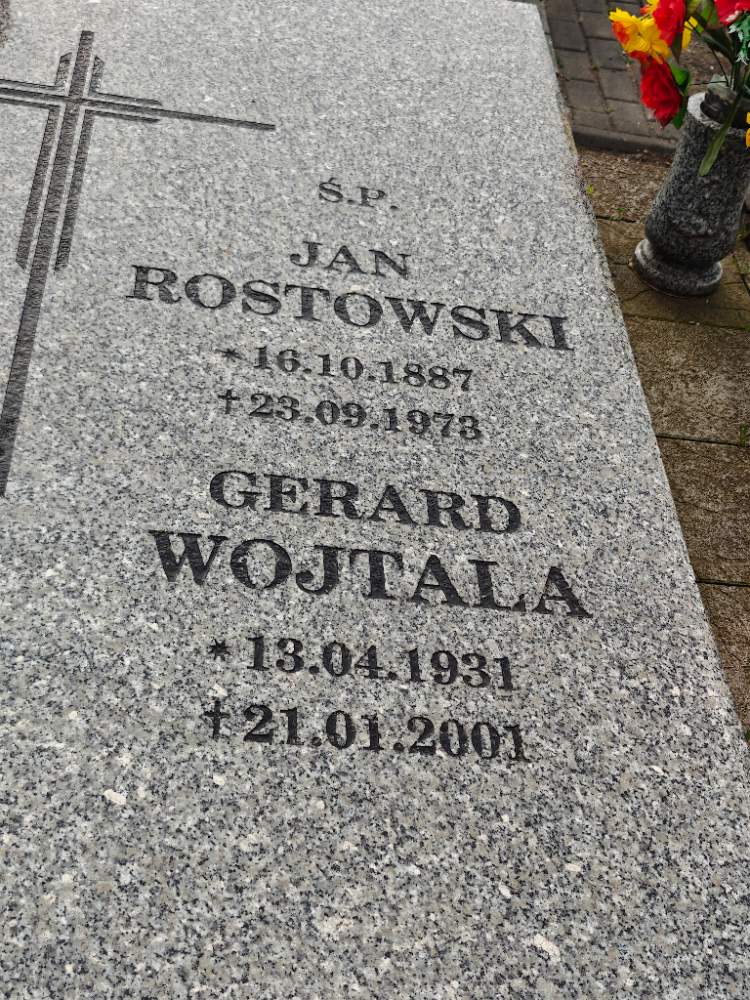 Ś.P.
JAN
ROSTOWSKI
* 16.10.1887
† 23.09.1973
GERARD
WOJTALA
* 13.04.1931
† 21.01.2001